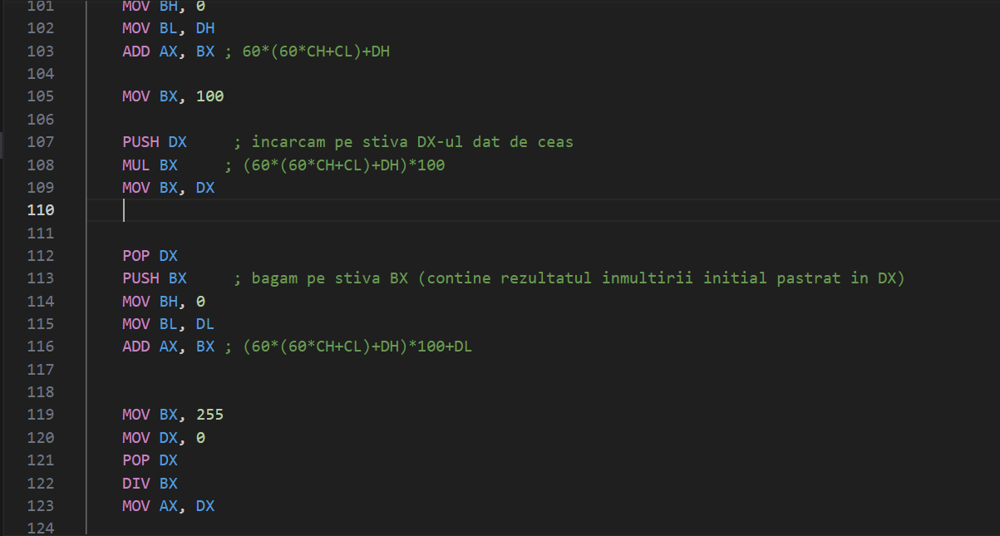 101 MOV BH, 0
102 MOV BL, DH
103 ADD AX, BX ; 60*(60*CH+CL)+DH
104
105 MOV BX, 100
106
107 PUSH DX ; incarcam pe stiva DX-ul dat de ceas
108 MUL BX ; (60*(60*CH+CL)+DH)*100
109 MOV BX, DX
110
111
112 POP DX
113 PUSH BX ; bagam pe stiva BX (contine rezultatul inmultirii initial pastrat in DX)
114 MOV BH, 0
115 MOV BL, DL
116 ADD AX, BX ; (60*(60*CH+CL)+DH)*100+DL
117
118
119 MOV BX, 255
120 MOV DX, 0
121 POP DX
122 DIV BX
123 MOV AX, DX
124